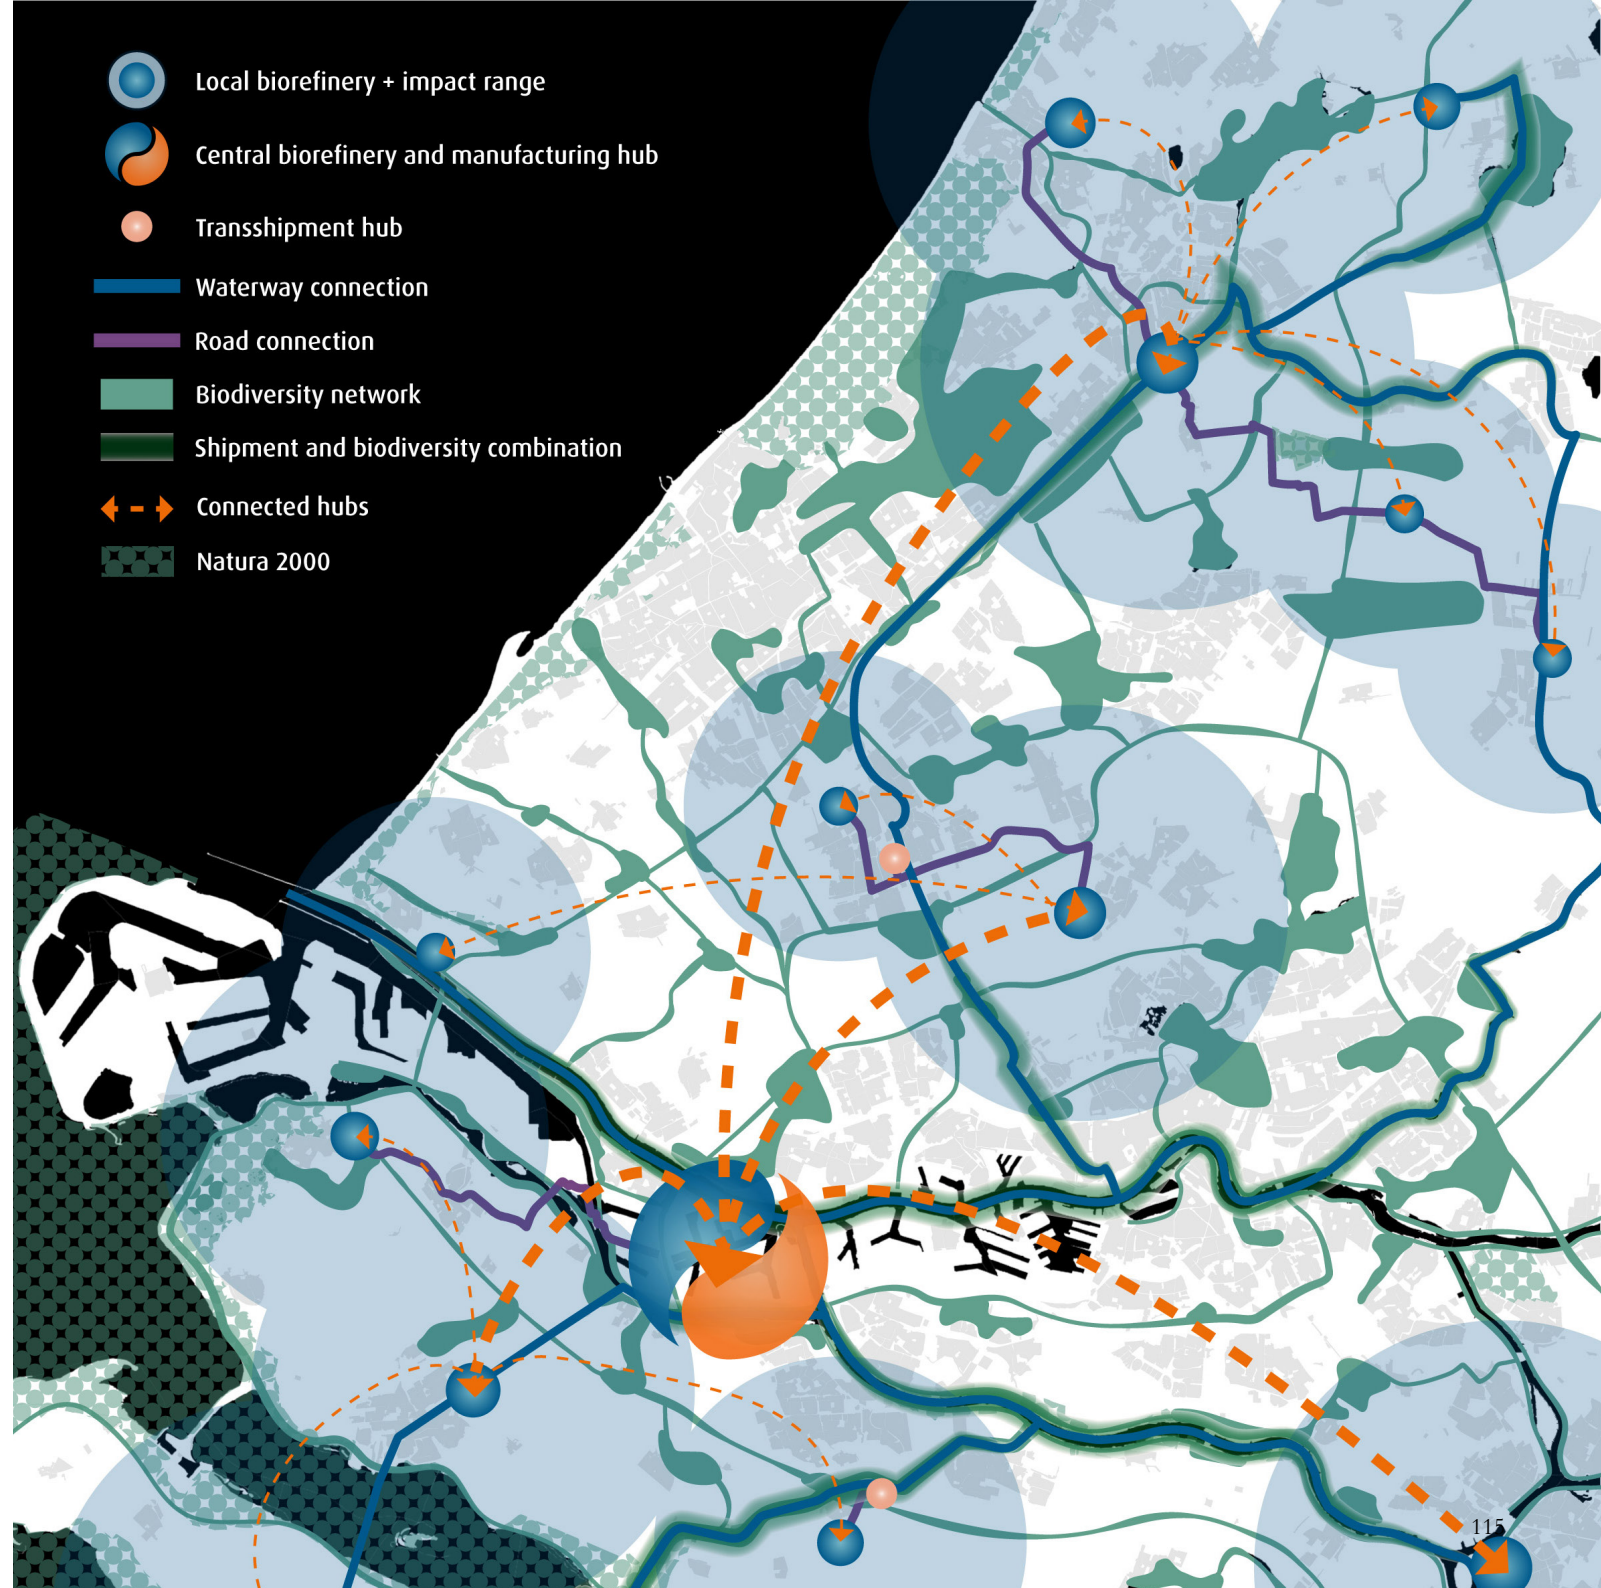 Local biorefinery + impact range
Central biorefinery and manufacturing hub
Transshipment hub
Waterway connection
Road connection
Biodiversity network
Shipment and biodiversity combination
Connected hubs
Natura 2000
115